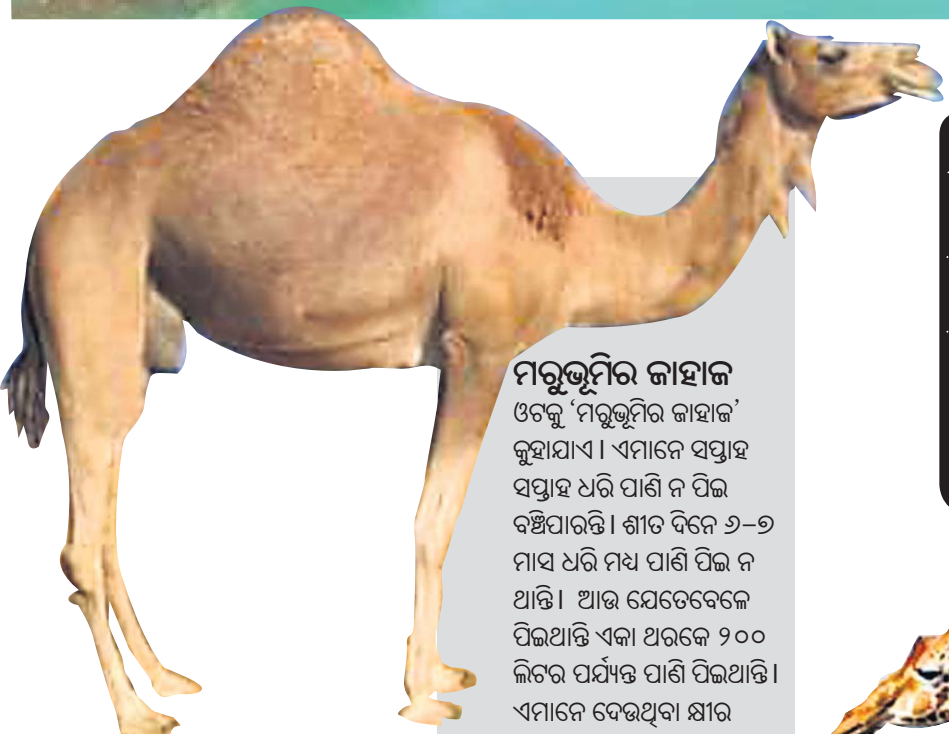 ମରୁଭୂମିର ଜାହାଜ
ଓଟକୁ ‘ମରୁଭୂମିର ଜାହାଜ’
କୁହାଯାଏ । ଏମାନେ ସପ୍ତାହ
ସପ୍ତାହ ଧରି ପାଣି ନ ପିଇ
ବଞ୍ଚିପାରନ୍ତି । ଶୀତ ଦିନେ ୬–୭
ମାସ ଧରି ମଧ୍ୟ ପାଣି ପିଇ ନ
ଥାନ୍ତି । ଆଉ ଯେତେବେଳେ
ପିଇଥାନ୍ତି ଏକା ଥରକେ ୨୦୦
ଲିଟର ପର୍ଯ୍ୟନ୍ତ ପାଣି ପିଇଥାନ୍ତି ।
ଏମାନେ ଦେଉଥିବା କ୍ଷୀର